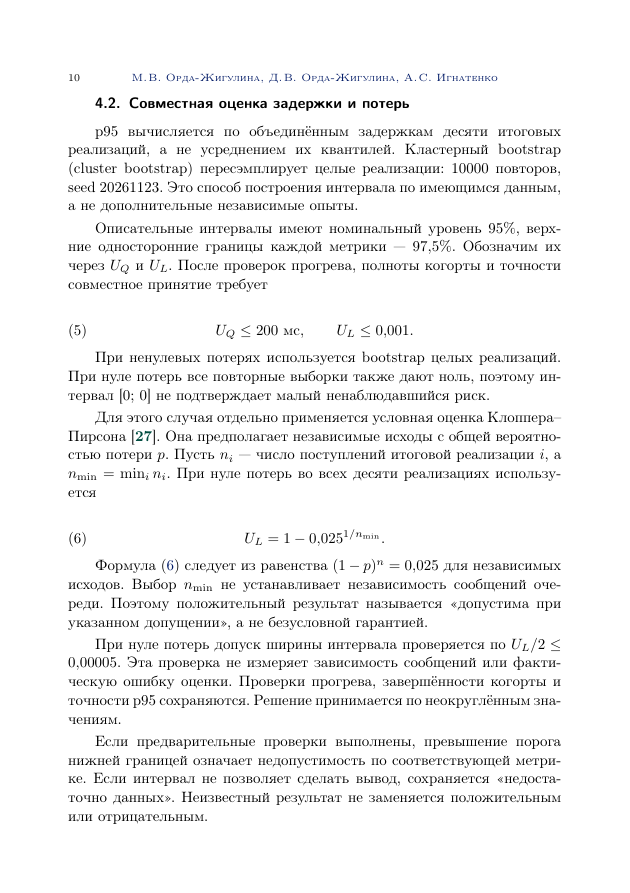 10 М. В. Орда-Жигулина, Д. В. Орда-Жигулина, А. С. Игнатенко
4.2. Совместная оценка задержки и потерь
p95 вычисляется по объединённым задержкам десяти итоговых
реализаций, а не усреднением их квантилей. Кластерный bootstrap
(cluster bootstrap) пересэмплирует целые реализации: 10000 повторов,
seed 20261123. Это способ построения интервала по имеющимся данным,
а не дополнительные независимые опыты.
Описательные интервалы имеют номинальный уровень 95%, верх-
ние односторонние границы каждой метрики — 97,5%. Обозначим их
через U_Q и U_L. После проверок прогрева, полноты когорты и точности
совместное принятие требует
(5) U_Q ≤ 200 мс, U_L ≤ 0,001.
При ненулевых потерях используется bootstrap целых реализаций.
При нуле потерь все повторные выборки также дают ноль, поэтому ин-
тервал [0; 0] не подтверждает малый ненаблюдавшийся риск.
Для этого случая отдельно применяется условная оценка Клоппера–
Пирсона [27]. Она предполагает независимые исходы с общей вероятно-
стью потери p. Пусть n_i — число поступлений итоговой реализации i, а
n_min = min_i n_i. При нуле потерь во всех десяти реализациях использу-
ется
(6) U_L = 1 − 0,025^{1/n_min}.
Формула (6) следует из равенства (1 − p)^n = 0,025 для независимых
исходов. Выбор n_min не устанавливает независимость сообщений оче-
реди. Поэтому положительный результат называется «допустима при
указанном допущении», а не безусловной гарантией.
При нуле потерь допуск ширины интервала проверяется по U_L/2 ≤
0,00005. Эта проверка не измеряет зависимость сообщений или факти-
ческую ошибку оценки. Проверки прогрева, завершённости когорты и
точности p95 сохраняются. Решение принимается по неокруглённым зна-
чениям.
Если предварительные проверки выполнены, превышение порога
нижней границей означает недопустимость по соответствующей метри-
ке. Если интервал не позволяет сделать вывод, сохраняется «недоста-
точно данных». Неизвестный результат не заменяется положительным
или отрицательным.